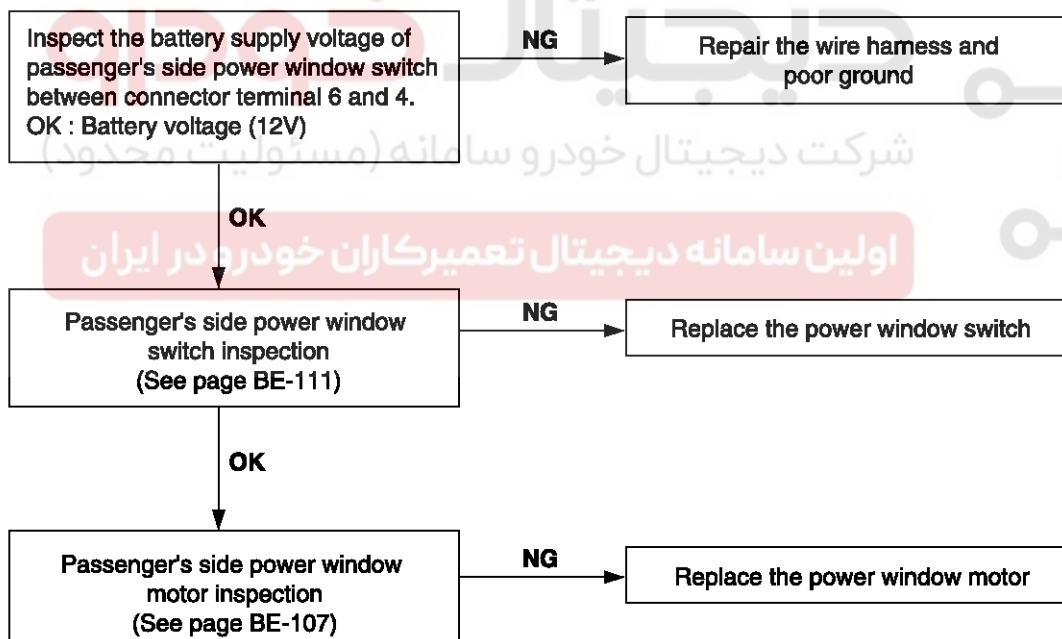 Inspect the battery supply voltage of
passenger's side power window switch
between connector terminal 6 and 4.
OK : Battery voltage (12V)
NG
Repair the wire harness and
poor ground
دیجیتال خودرو
شرکت دیجیتال خودرو سامانه (مسئولیت محدود)
OK
اولین سامانه دیجیتال تعمیرکاران خودرو در ایران
Passenger's side power window
switch inspection
(See page BE-111)
NG
Replace the power window switch
OK
Passenger's side power window
motor inspection
(See page BE-107)
NG
Replace the power window motor